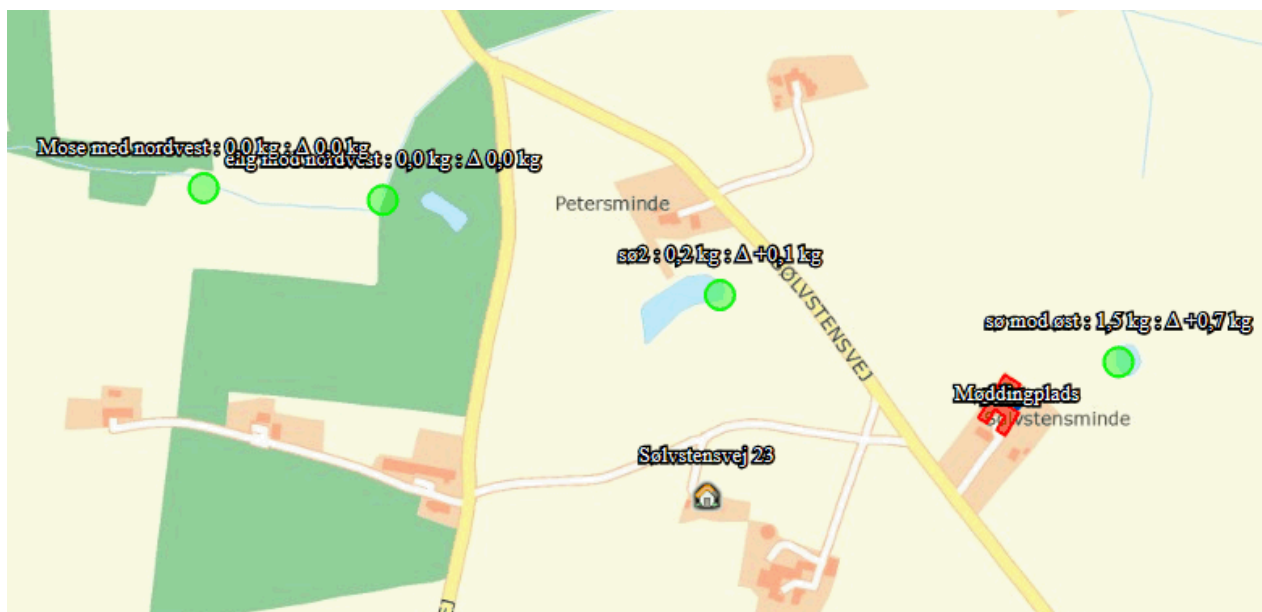 Mose med nordvest : 0,0 kg : Δ 0,0 kg
eng mod nordvest : 0,0 kg : Δ 0,0 kg
Petersminde
sø2 : 0,2 kg : Δ +0,1 kg
SØLVSTENSVEJ
sø mod øst : 1,5 kg : Δ +0,7 kg
Møddingplads
Sølvstensminde
Sølvstensvej 23